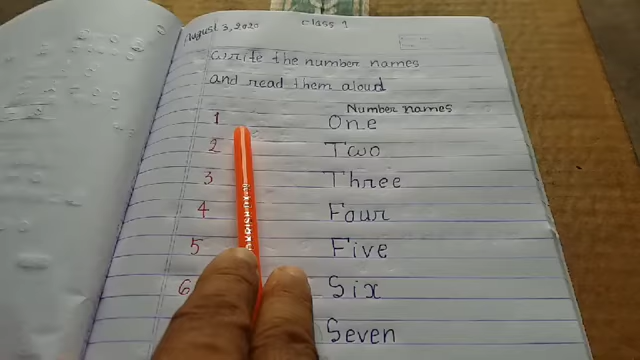 August 3, 2020 Class 1
Write the number names
and read them aloud
Number names
1 One
2 Two
3 Three
4 Four
5 Five
6 Six
Seven